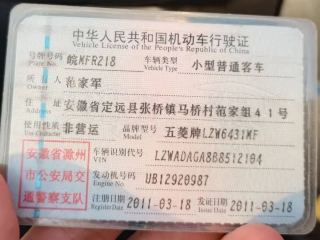 中华人民共和国机动车行驶证
Vehicle License of the People's Republic of China
号牌号码 Plate No. 皖MFR218 车辆类型 Vehicle Type 小型普通客车
所有人 Owner 范家军
住址 Address 安徽省定远县张桥镇马桥村范家组41号
使用性质 Use Character 非营运 品牌型号 Model 五菱牌LZW6431MF
安徽省滁州
市公安局交
通警察支队
车辆识别代号 VIN LZWADAGA8B8512104
发动机号码 Engine No. UB12920987
注册日期 Register Date 2011-03-18 发证日期 Issue Date 2011-03-18